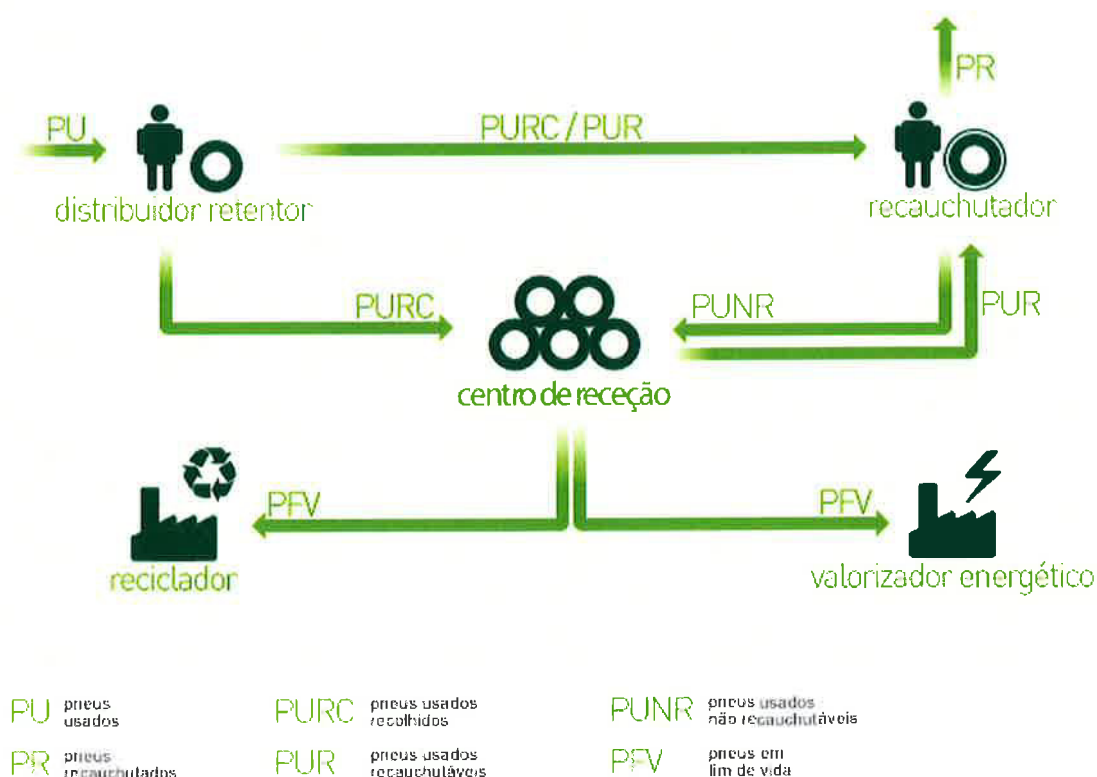 PR
PU
PURC / PUR
distribuidor retentor
recauchutador
PURC
PUNR
PUR
centro de receção
PFV
PFV
reciclador
valorizador energético
PU pneus usados
PURC pneus usados recolhidos
PUNR pneus usados não recauchutáveis
PR pneus recauchutados
PUR pneus usados recauchutáveis
PFV pneus em fim de vida